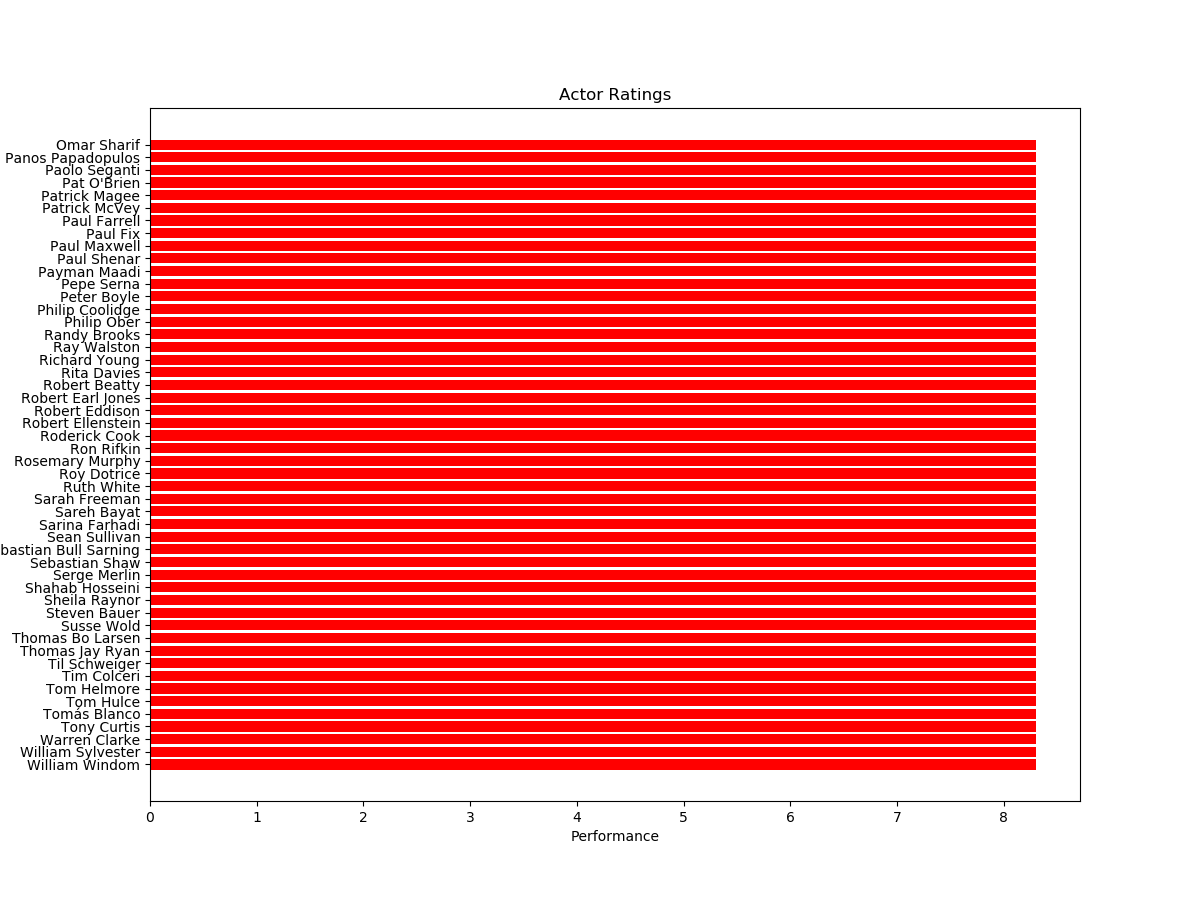 Actor Ratings
Omar Sharif
Panos Papadopulos
Paolo Seganti
Pat O'Brien
Patrick Magee
Patrick McVey
Paul Farrell
Paul Fix
Paul Maxwell
Paul Shenar
Payman Maadi
Pepe Serna
Peter Boyle
Philip Coolidge
Philip Ober
Randy Brooks
Ray Walston
Richard Young
Rita Davies
Robert Beatty
Robert Earl Jones
Robert Eddison
Robert Ellenstein
Roderick Cook
Ron Rifkin
Rosemary Murphy
Roy Dotrice
Ruth White
Sarah Freeman
Sareh Bayat
Sarina Farhadi
Sean Sullivan
bastian Bull Sarning
Sebastian Shaw
Serge Merlin
Shahab Hosseini
Sheila Raynor
Steven Bauer
Susse Wold
Thomas Bo Larsen
Thomas Jay Ryan
Til Schweiger
Tim Colceri
Tom Helmore
Tom Hulce
Tomás Blanco
Tony Curtis
Warren Clarke
William Sylvester
William Windom
0 1 2 3 4 5 6 7 8
Performance